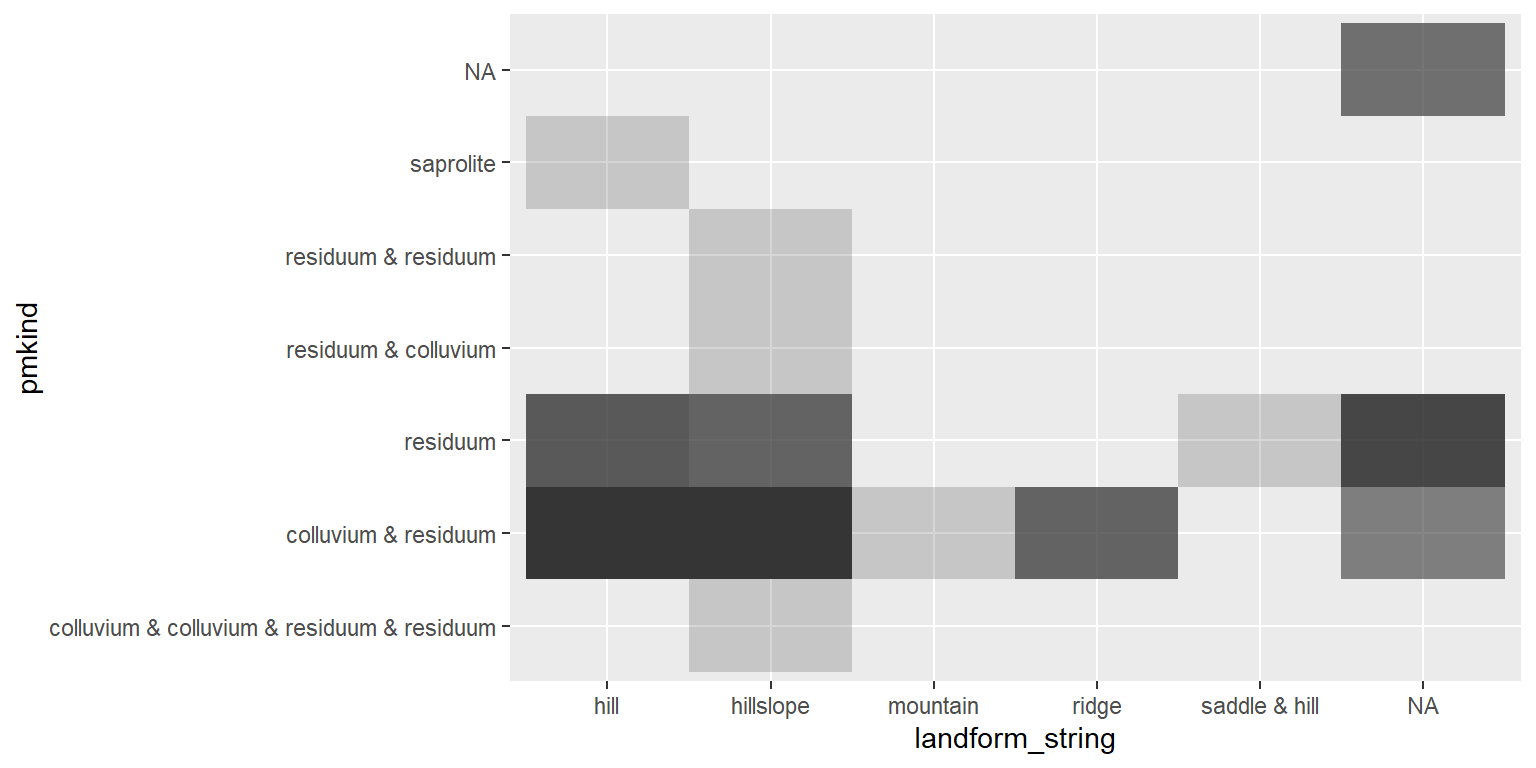 NA
saprolite
residuum & residuum
residuum & colluvium
residuum
colluvium & residuum
colluvium & colluvium & residuum & residuum
pmkind
hill hillslope mountain ridge saddle & hill NA
landform_string